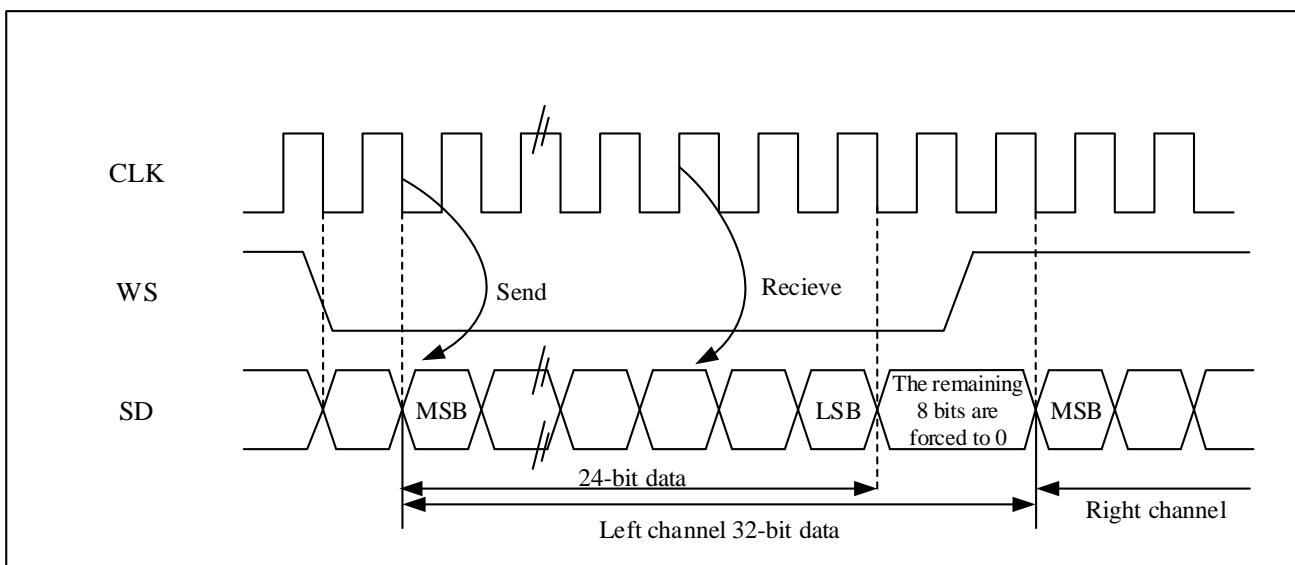 CLK
WS
Send
Recieve
SD
MSB
LSB
The remaining
8 bits are
forced to 0
MSB
24-bit data
Right channel
Left channel 32-bit data